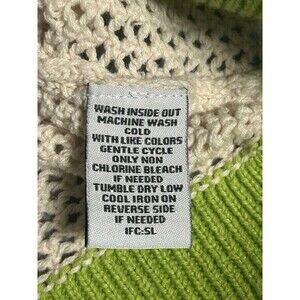 WASH INSIDE OUT
MACHINE WASH
COLD
WITH LIKE COLORS
GENTLE CYCLE
ONLY NON
CHLORINE BLEACH
IF NEEDED
TUMBLE DRY LOW
COOL IRON ON
REVERSE SIDE
IF NEEDED
IFC:SL